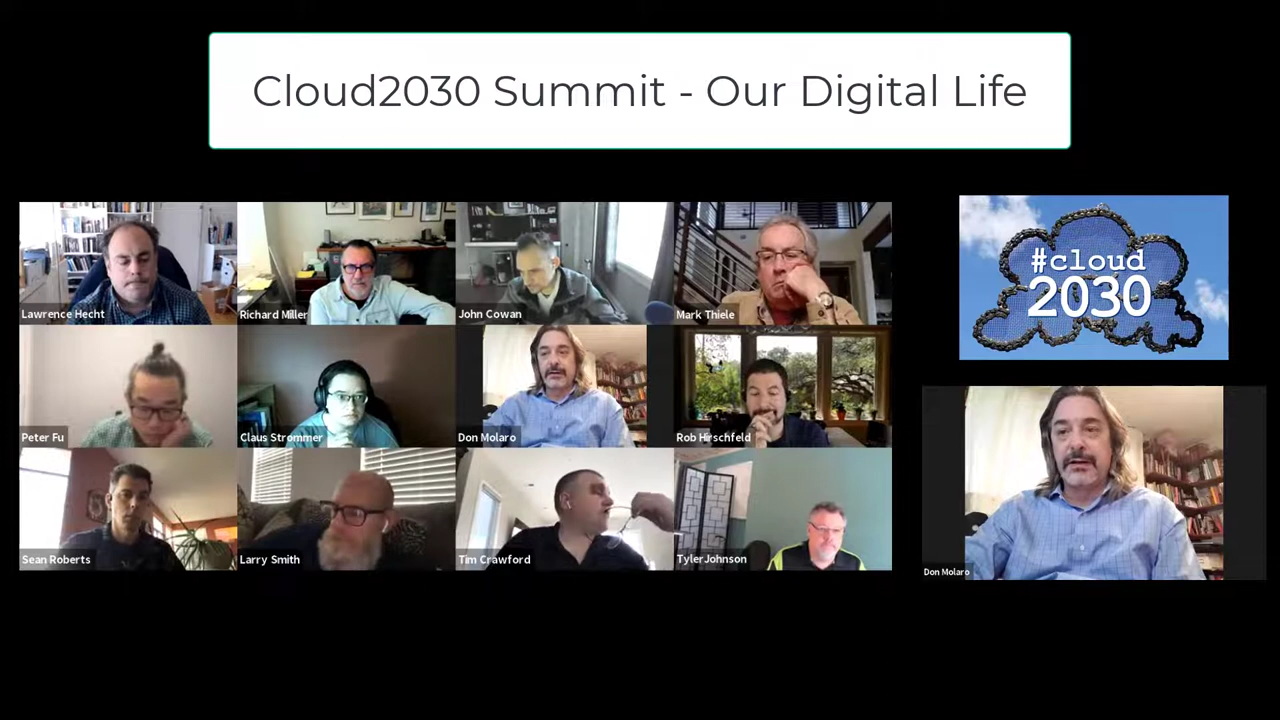 Cloud2030 Summit - Our Digital Life
Lawrence Hecht
Richard Miller
John Cowan
Mark Thiele
#cloud
2030
Peter Fu
Claus Strommer
Don Molaro
Rob Hirschfeld
Sean Roberts
Larry Smith
Tim Crawford
TylerJohnson
Don Molaro